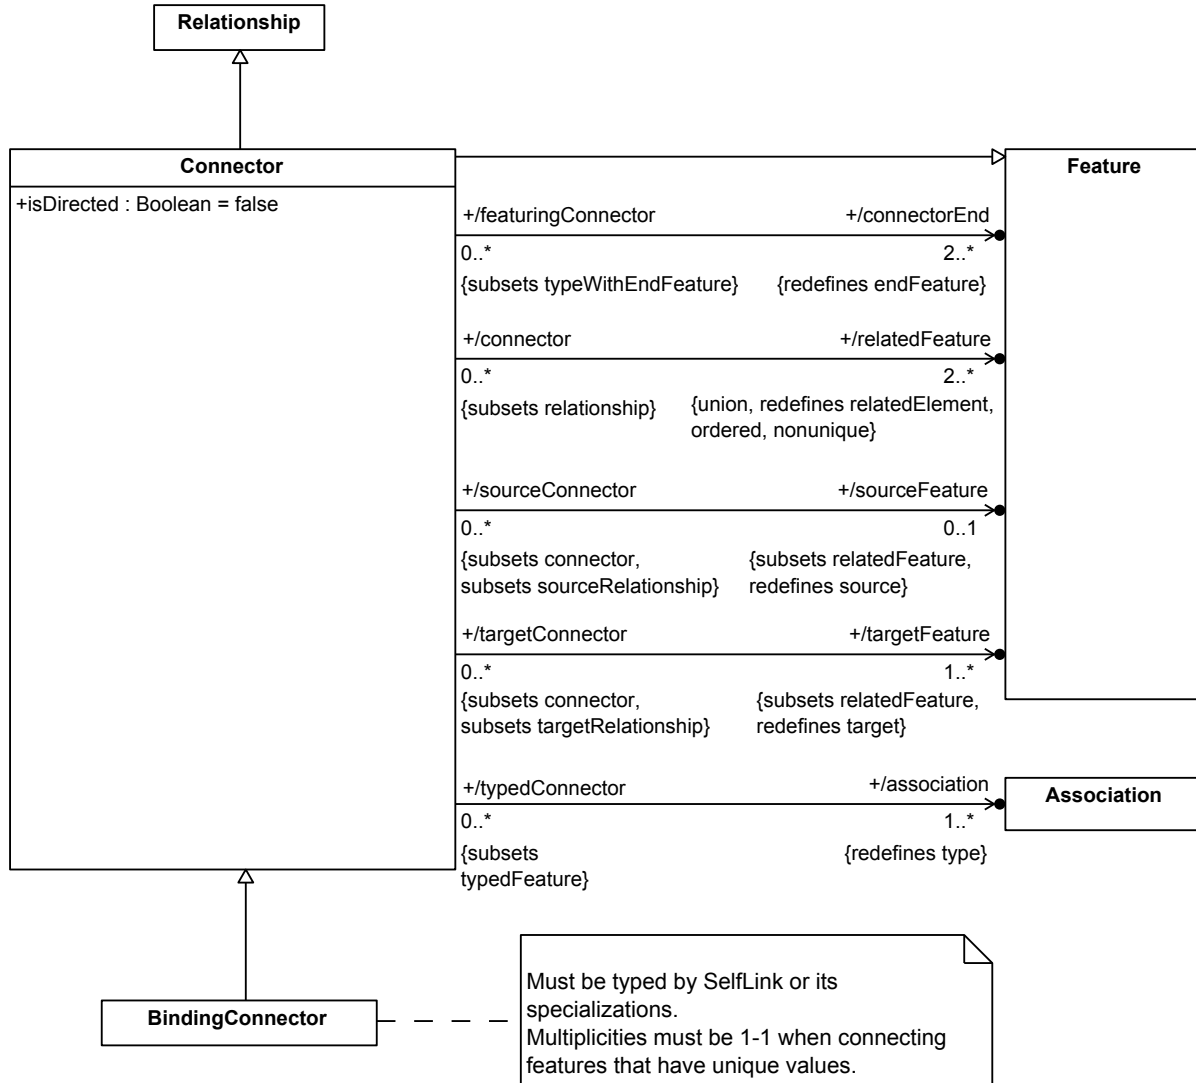 Relationship
Connector
+isDirected : Boolean = false
Feature
+/featuringConnector +/connectorEnd
0..* 2..*
{subsets typeWithEndFeature} {redefines endFeature}
+/connector +/relatedFeature
0..* 2..*
{subsets relationship} {union, redefines relatedElement,
ordered, nonunique}
+/sourceConnector +/sourceFeature
0..* 0..1
{subsets connector, {subsets relatedFeature,
subsets sourceRelationship} redefines source}
+/targetConnector +/targetFeature
0..* 1..*
{subsets connector, {subsets relatedFeature,
subsets targetRelationship} redefines target}
+/typedConnector +/association
Association
0..* 1..*
{subsets {redefines type}
typedFeature}
BindingConnector
Must be typed by SelfLink or its
specializations.
Multiplicities must be 1-1 when connecting
features that have unique values.